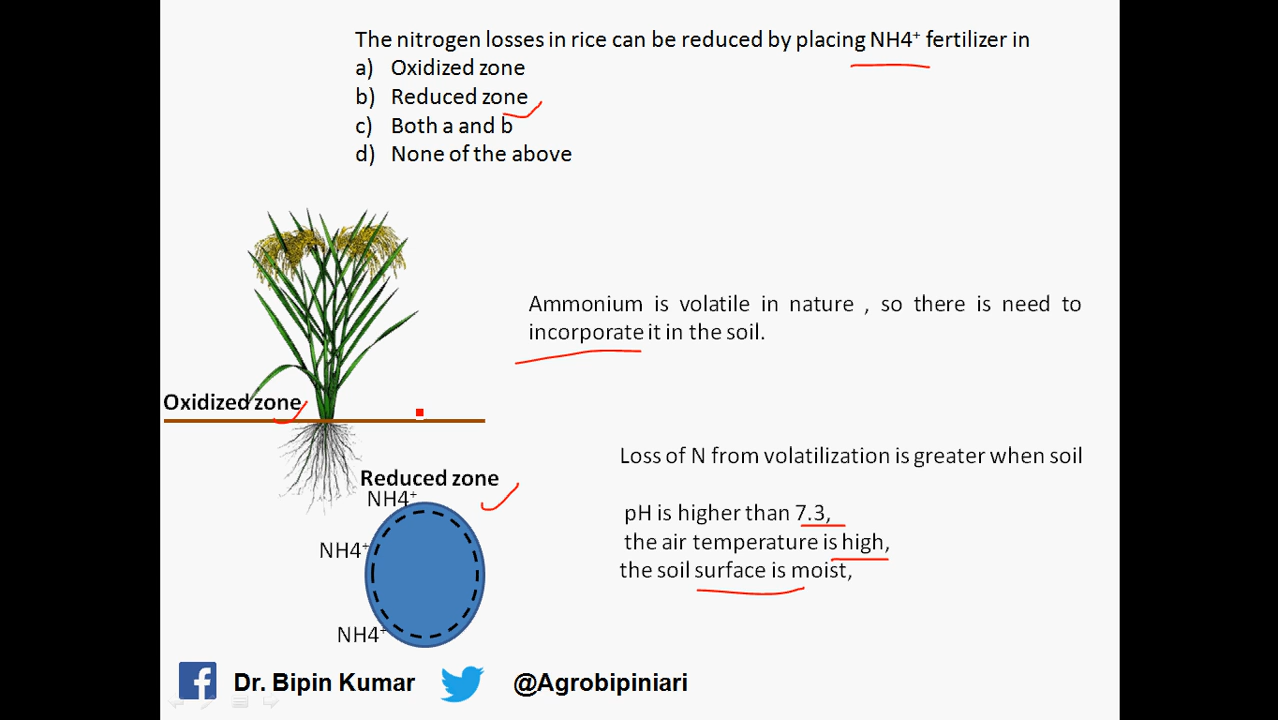 The nitrogen losses in rice can be reduced by placing NH4⁺ fertilizer in
a) Oxidized zone
b) Reduced zone
c) Both a and b
d) None of the above
Ammonium is volatile in nature , so there is need to
incorporate it in the soil.
Oxidized zone
Reduced zone
NH4⁺
NH4⁺
NH4⁺
Loss of N from volatilization is greater when soil
pH is higher than 7.3,
the air temperature is high,
the soil surface is moist,
Dr. Bipin Kumar
@Agrobipiniari